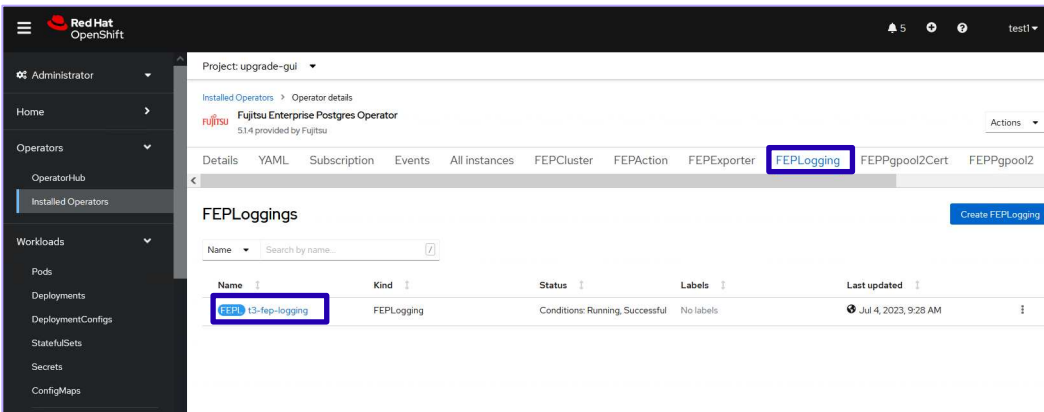 Red Hat
OpenShift
5
test1
Administrator
Home
Operators
OperatorHub
Installed Operators
Workloads
Pods
Deployments
DeploymentConfigs
StatefulSets
Secrets
ConfigMaps
Project: upgrade-gui
Installed Operators > Operator details
FUJITSU
Fujitsu Enterprise Postgres Operator
5.1.4 provided by Fujitsu
Actions
Details YAML Subscription Events All instances FEPCluster FEPAction FEPExporter FEPLogging FEPPgpool2Cert FEPPgpool2
FEPLoggings
Create FEPLogging
Name Search by name... /
Name Kind Status Labels Last updated
FEPL t3-fep-logging FEPLogging Conditions: Running, Successful No labels Jul 4, 2023, 9:28 AM